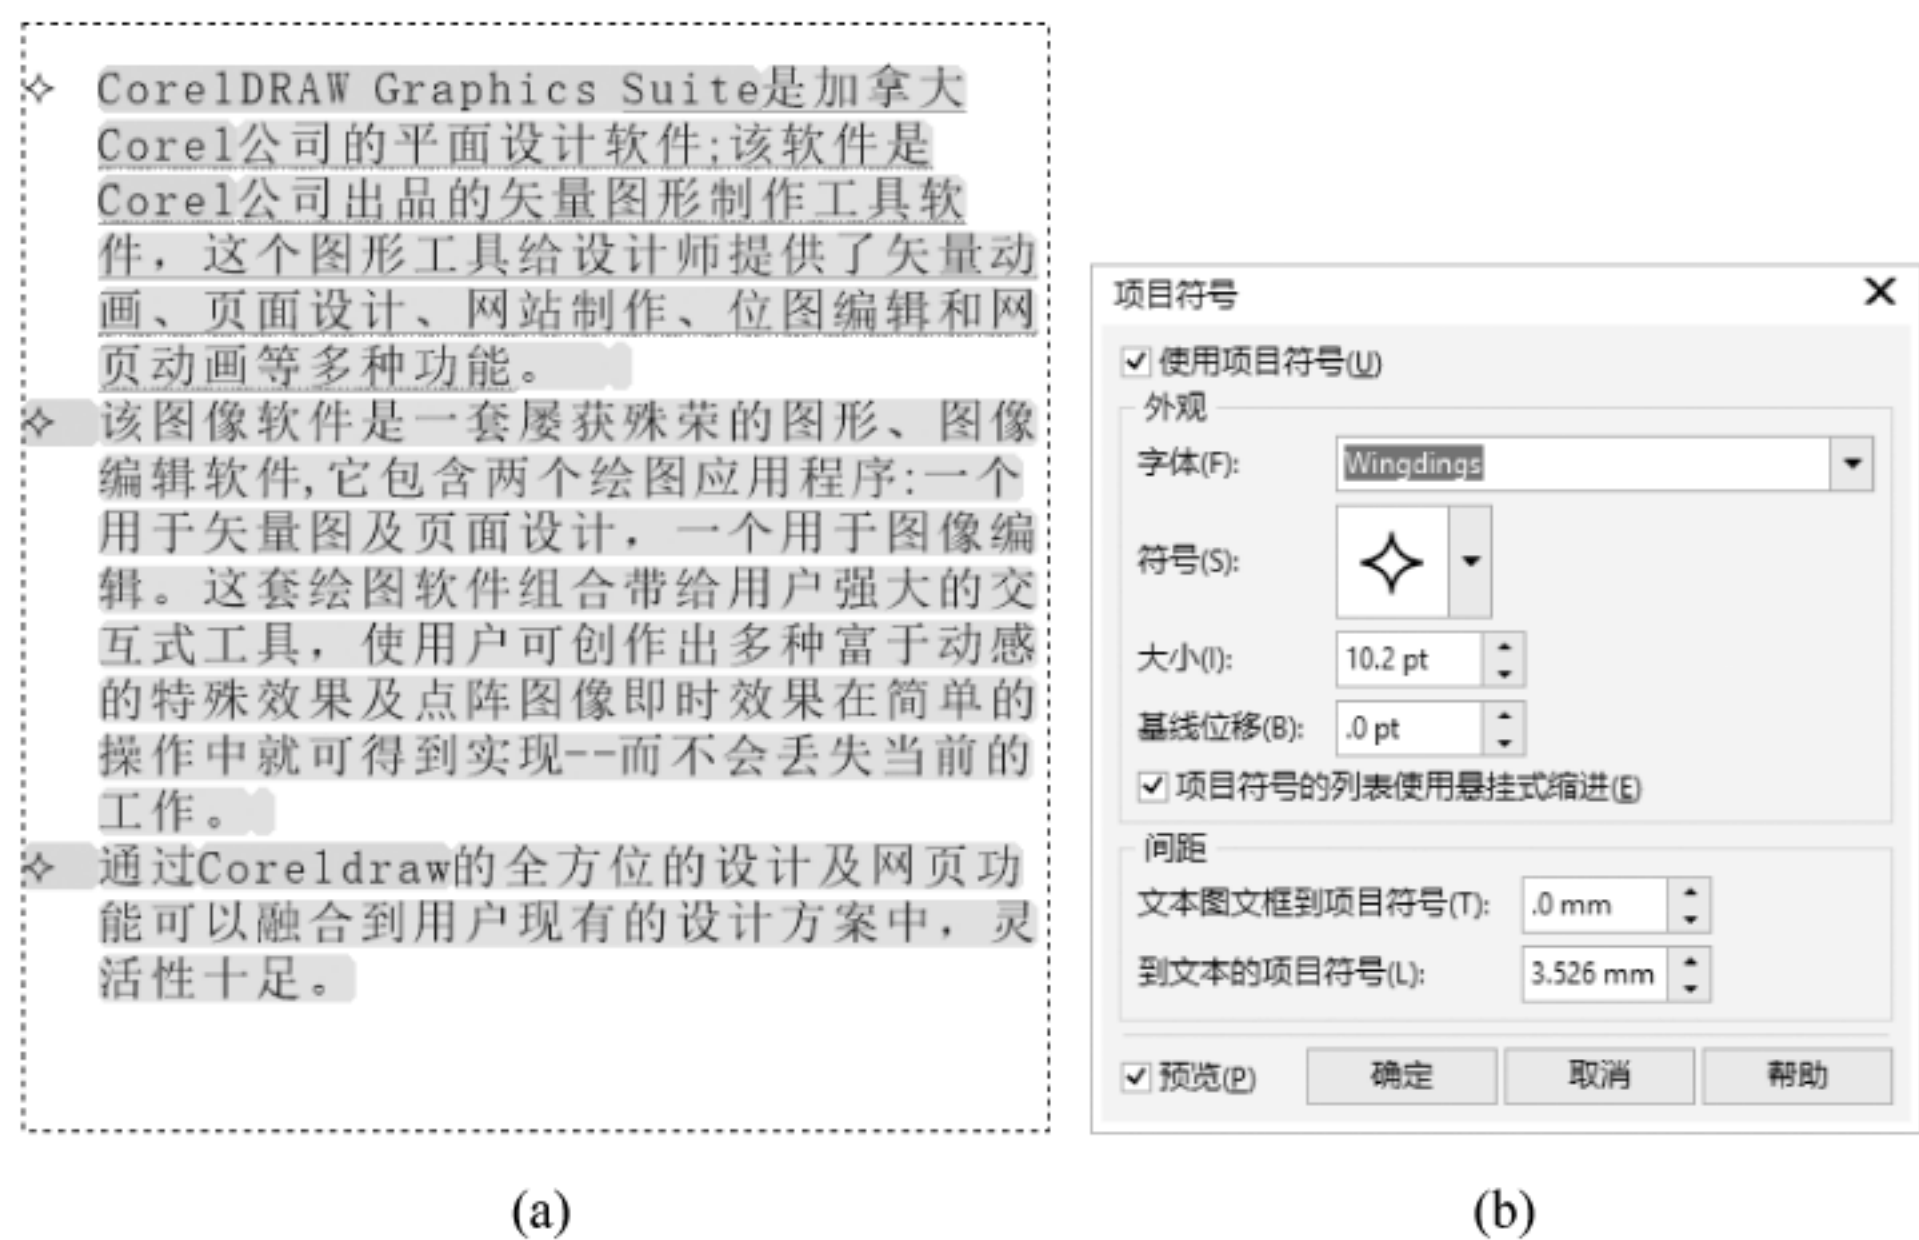 CorelDRAW Graphics Suite是加拿大
Corel公司的平面设计软件;该软件是
Corel公司出品的矢量图形制作工具软
件，这个图形工具给设计师提供了矢量动
画、页面设计、网站制作、位图编辑和网
页动画等多种功能。
该图像软件是一套屡获殊荣的图形、图像
编辑软件,它包含两个绘图应用程序:一个
用于矢量图及页面设计，一个用于图像编
辑。这套绘图软件组合带给用户强大的交
互式工具，使用户可创作出多种富于动感
的特殊效果及点阵图像即时效果在简单的
操作中就可得到实现--而不会丢失当前的
工作。
通过Coreldraw的全方位的设计及网页功
能可以融合到用户现有的设计方案中，灵
活性十足。
(a)
项目符号
使用项目符号(U)
外观
字体(F): Wingdings
符号(S):
大小(I): 10.2 pt
基线位移(B): .0 pt
项目符号的列表使用悬挂式缩进(E)
间距
文本图文框到项目符号(T): .0 mm
到文本的项目符号(L): 3.526 mm
预览(P) 确定 取消 帮助
(b)